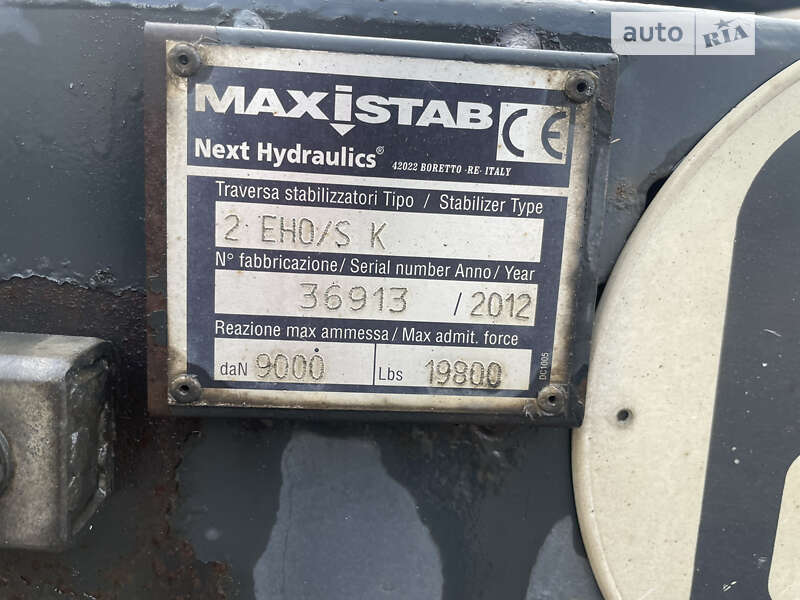 auto RIA
MAXiSTAB CE
Next Hydraulics® 42022 BORETTO -RE- ITALY
Traversa stabilizzatori Tipo / Stabilizer Type
2 EHO/S K
N° fabbricazione / Serial number Anno / Year
36913 / 2012
Reazione max ammessa / Max admit. force
daN 9000 Lbs 19800
DC1005